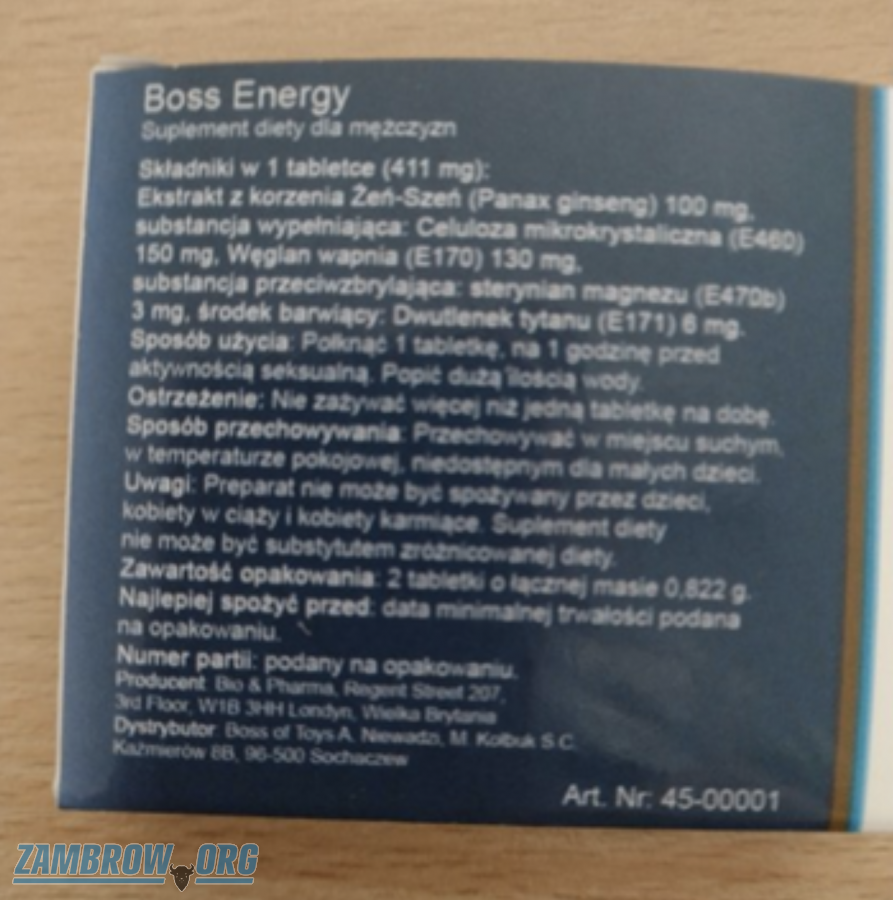 Boss Energy
Suplement diety dla mężczyzn
Składniki w 1 tabletce (411 mg):
Ekstrakt z korzenia Żeń-Szeń (Panax ginseng) 100 mg,
substancja wypełniająca: Celuloza mikrokrystaliczna (E460)
150 mg, Węglan wapnia (E170) 130 mg,
substancja przeciwzbrylająca: sterynian magnezu (E470b)
3 mg, środek barwiący: Dwutlenek tytanu (E171) 6 mg.
Sposób użycia: Połknąć 1 tabletkę, na 1 godzinę przed
aktywnością seksualną. Popić dużą ilością wody.
Ostrzeżenie: Nie zażywać więcej niż jedną tabletkę na dobę.
Sposób przechowywania: Przechowywać w miejscu suchym,
w temperaturze pokojowej, niedostępnym dla małych dzieci.
Uwagi: Preparat nie może być spożywany przez dzieci,
kobiety w ciąży i kobiety karmiące. Suplement diety
nie może być substytutem zróżnicowanej diety.
Zawartość opakowania: 2 tabletki o łącznej masie 0,822 g.
Najlepiej spożyć przed: data minimalnej trwałości podana
na opakowaniu.
Numer partii: podany na opakowaniu.
Producent: Bio & Pharma, Regent Street 207,
3rd Floor, W1B 3HH Londyn, Wielka Brytania
Dystrybutor: Boss of Toys A. Niewada, M. Kolbuk S.C.
Kaźmierów 8B, 96-500 Sochaczew
Art. Nr: 45-00001
ZAMBROW.ORG